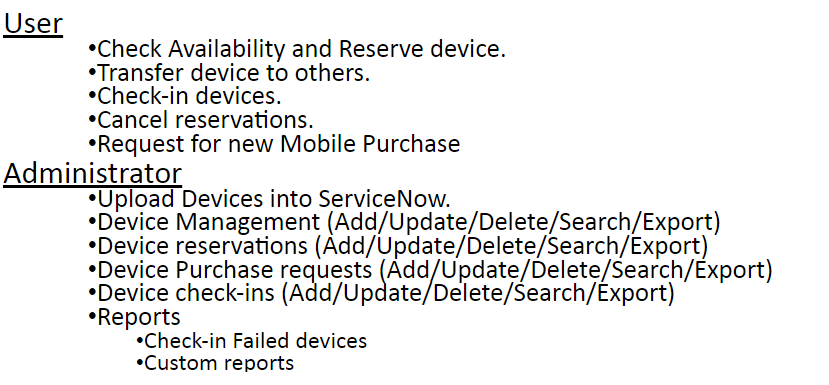 User
•Check Availability and Reserve device.
•Transfer device to others.
•Check-in devices.
•Cancel reservations.
•Request for new Mobile Purchase
Administrator
•Upload Devices into ServiceNow.
•Device Management (Add/Update/Delete/Search/Export)
•Device reservations (Add/Update/Delete/Search/Export)
•Device Purchase requests (Add/Update/Delete/Search/Export)
•Device check-ins (Add/Update/Delete/Search/Export)
•Reports
•Check-in Failed devices
•Custom reports